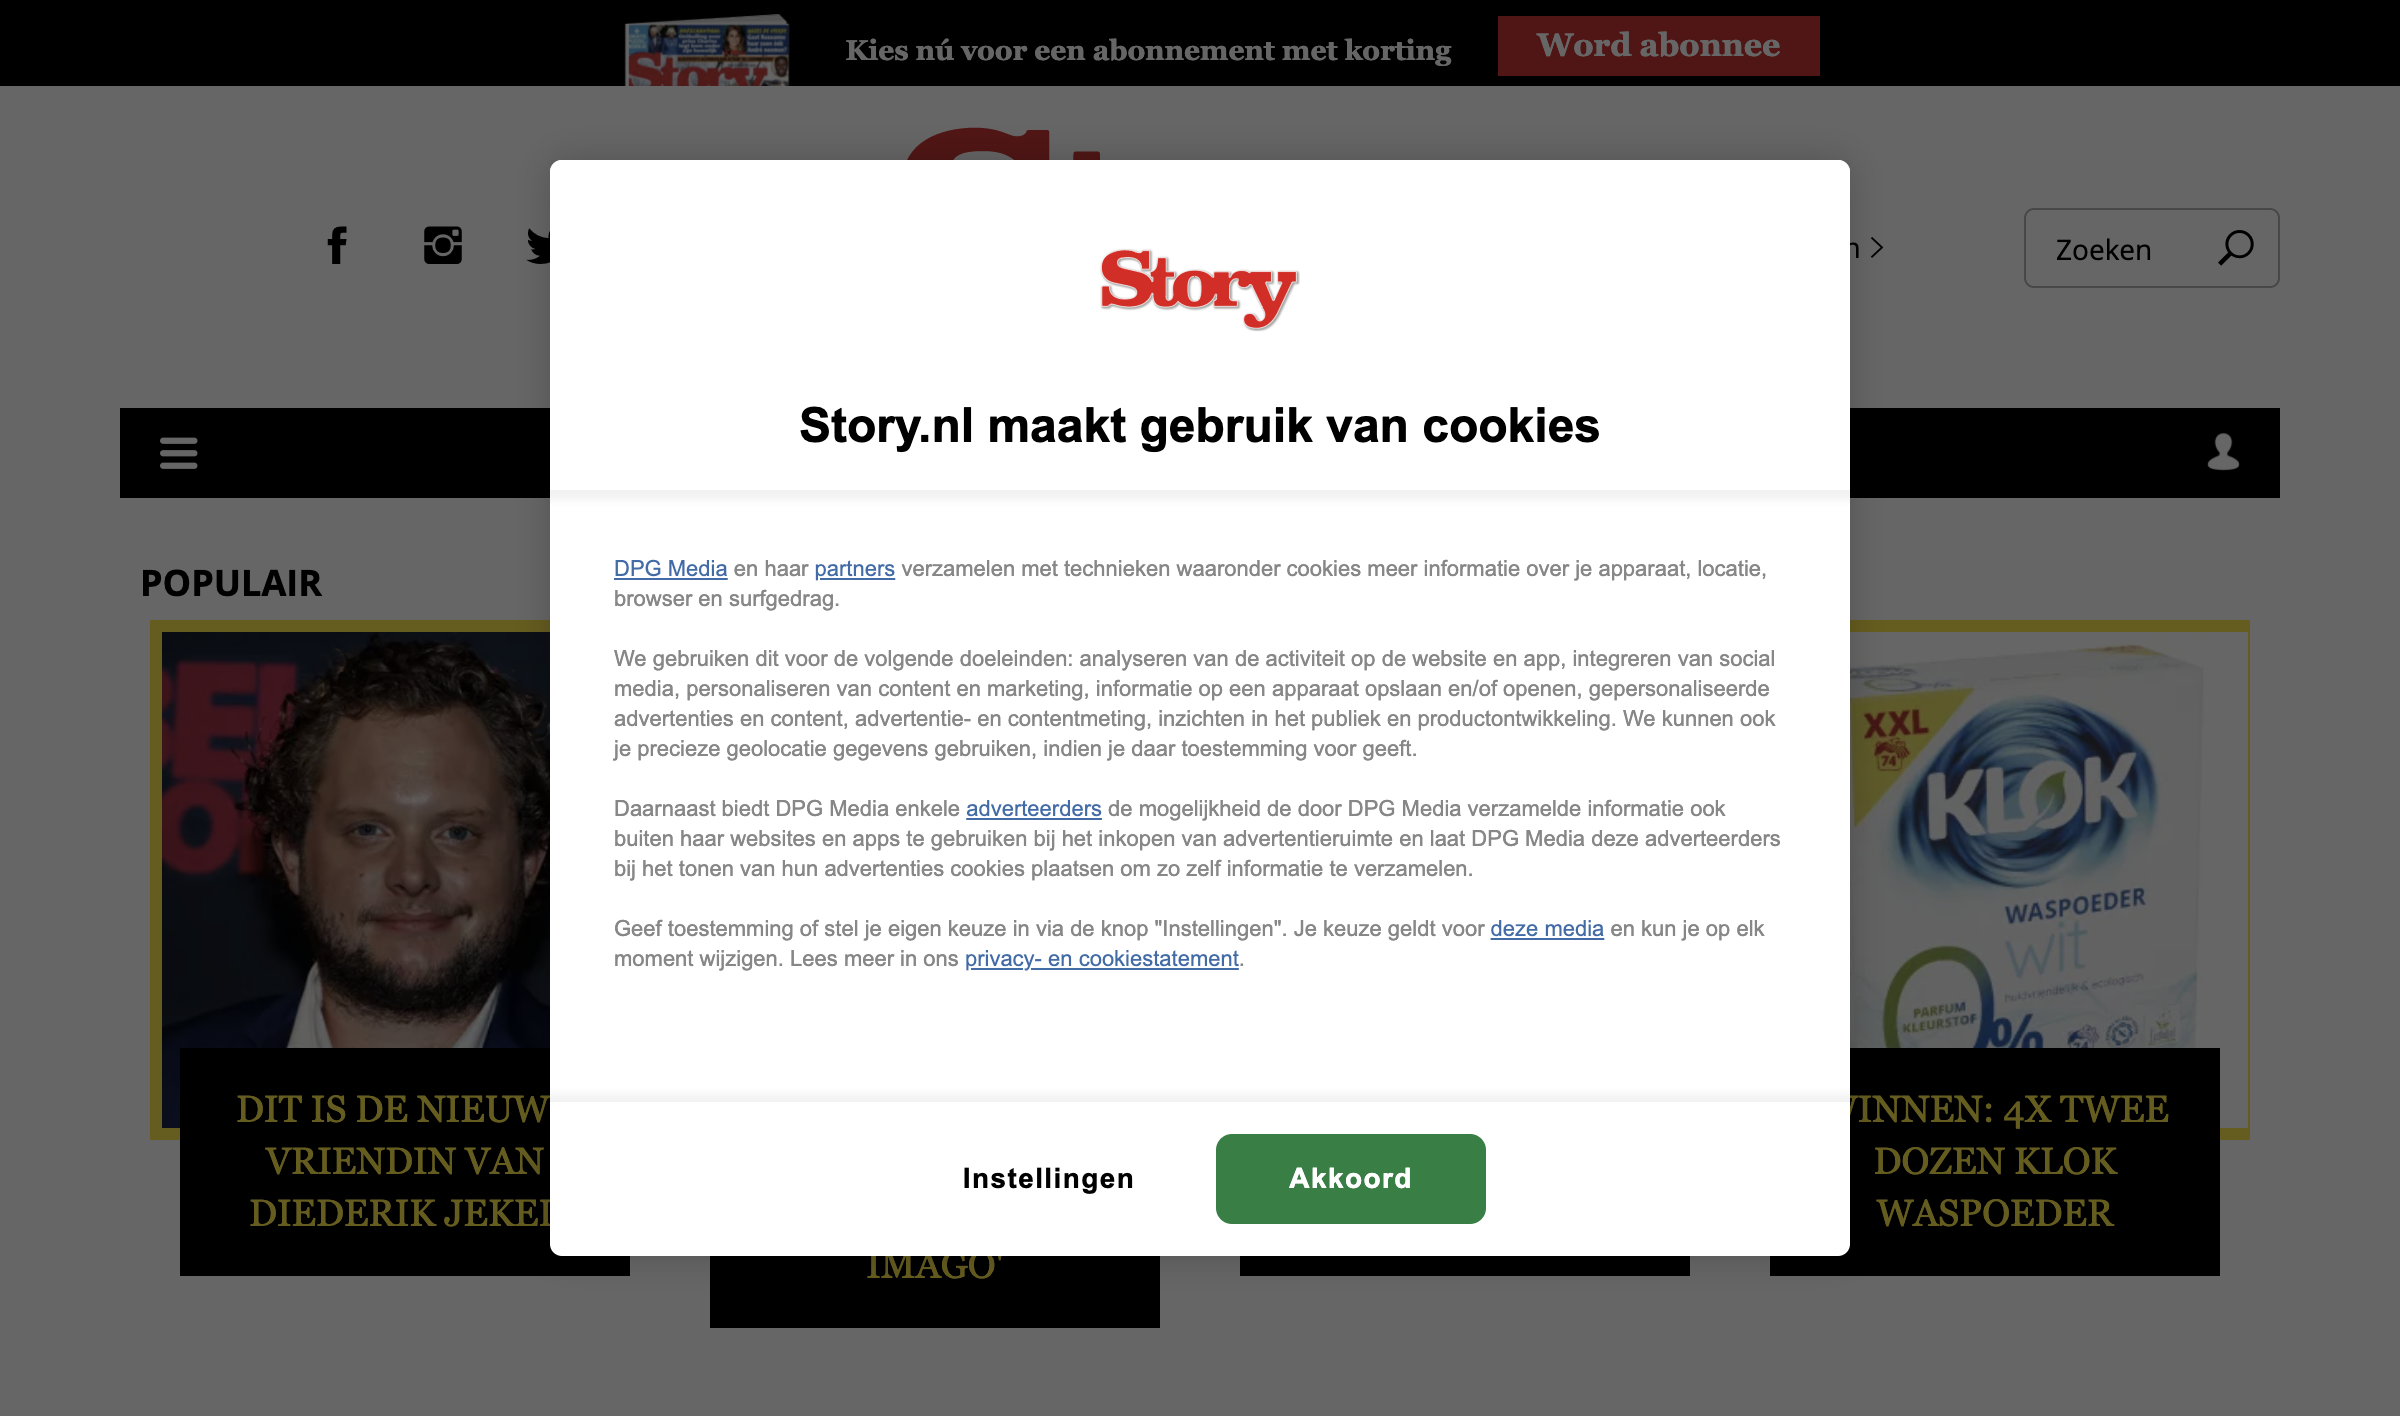 Story
Kies nú voor een abonnement met korting
Word abonnee
Zoeken
Story
Story.nl maakt gebruik van cookies
DPG Media en haar partners verzamelen met technieken waaronder cookies meer informatie over je apparaat, locatie,
browser en surfgedrag.
We gebruiken dit voor de volgende doeleinden: analyseren van de activiteit op de website en app, integreren van social
media, personaliseren van content en marketing, informatie op een apparaat opslaan en/of openen, gepersonaliseerde
advertenties en content, advertentie- en contentmeting, inzichten in het publiek en productontwikkeling. We kunnen ook
je precieze geolocatie gegevens gebruiken, indien je daar toestemming voor geeft.
Daarnaast biedt DPG Media enkele adverteerders de mogelijkheid de door DPG Media verzamelde informatie ook
buiten haar websites en apps te gebruiken bij het inkopen van advertentieruimte en laat DPG Media deze adverteerders
bij het tonen van hun advertenties cookies plaatsen om zo zelf informatie te verzamelen.
Geef toestemming of stel je eigen keuze in via de knop "Instellingen". Je keuze geldt voor deze media en kun je op elk
moment wijzigen. Lees meer in ons privacy- en cookiestatement.
Instellingen
Akkoord
POPULAIR
DIT IS DE NIEUW
VRIENDIN VAN
DIEDERIK JEKEL
IMAGO'
XXL
74
KLOK
WASPOEDER
wit
huidvriendelijk & ecologisch
PARFUM
KLEURSTOF
0%
INNEN: 4X TWEE
DOZEN KLOK
WASPOEDER